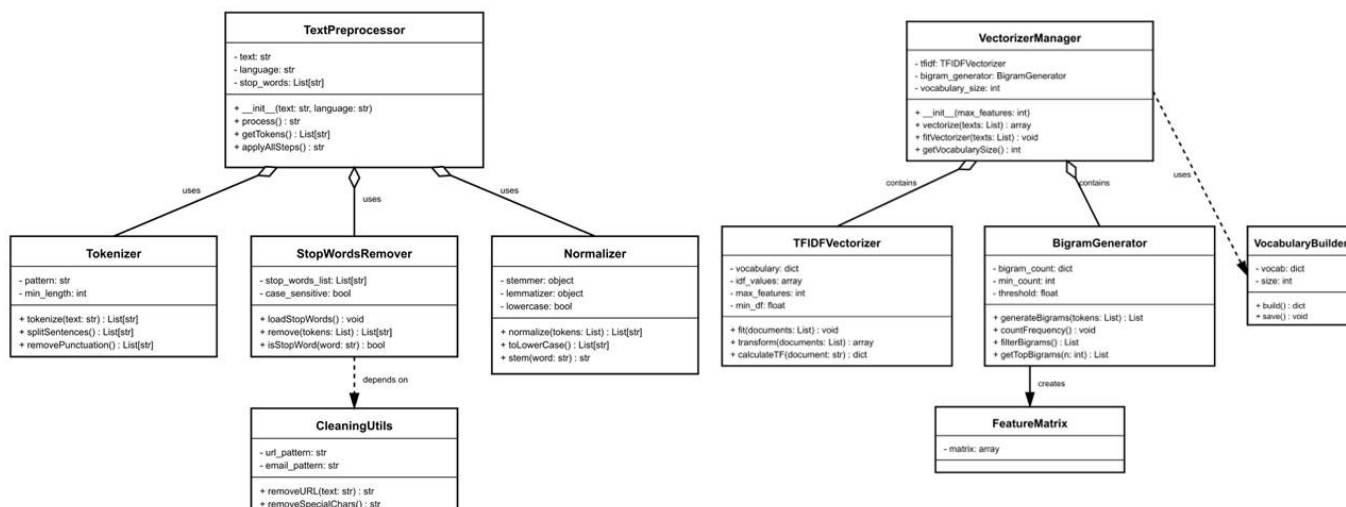 TextPreprocessor
- text: str
- language: str
- stop_words: List[str]
+ __init__(text: str, language: str)
+ process() : str
+ getTokens() : List[str]
+ applyAllSteps() : str
uses
uses
uses
Tokenizer
- pattern: str
- min_length: int
+ tokenize(text: str) : List[str]
+ splitSentences() : List[str]
+ removePunctuation() : List[str]
StopWordsRemover
- stop_words_list: List[str]
- case_sensitive: bool
+ loadStopWords() : void
+ remove(tokens: List) : List[str]
+ isStopWord(word: str) : bool
Normalizer
- stemmer: object
- lemmatizer: object
- lowercase: bool
+ normalize(tokens: List) : List[str]
+ toLowerCase() : List[str]
+ stem(word: str) : str
depends on
CleaningUtils
- url_pattern: str
- email_pattern: str
+ removeURL(text: str) : str
+ removeSpecialChars() : str
VectorizerManager
- tfidf: TFIDFVectorizer
- bigram_generator: BigramGenerator
- vocabulary_size: int
+ __init__(max_features: int)
+ vectorize(texts: List) : array
+ fitVectorizer(texts: List) : void
+ getVocabularySize() : int
contains
contains
uses
TFIDFVectorizer
- vocabulary: dict
- idf_values: array
- max_features: int
- min_df: float
+ fit(documents: List) : void
+ transform(documents: List) : array
+ calculateTF(document: str) : dict
BigramGenerator
- bigram_count: dict
- min_count: int
- threshold: float
+ generateBigrams(tokens: List) : List
+ countFrequency() : void
+ filterBigrams() : List
+ getTopBigrams(n: int) : List
VocabularyBuilder
- vocab: dict
- size: int
+ build() : dict
+ save() : void
creates
FeatureMatrix
- matrix: array